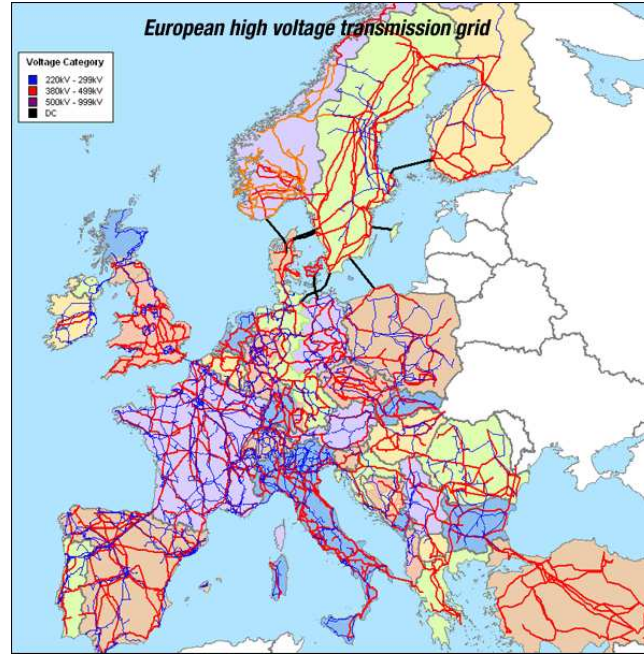 European high voltage transmission grid
Voltage Category
220kV - 299kV
380kV - 499kV
500kV - 999kV
DC